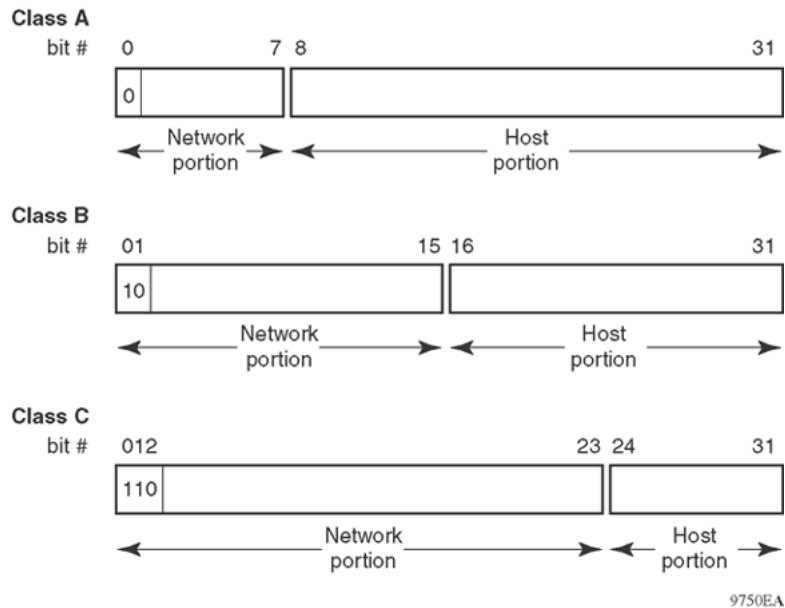 Class A
bit # 0 7 8 31
0
Network portion
Host portion
Class B
bit # 01 15 16 31
10
Network portion
Host portion
Class C
bit # 012 23 24 31
110
Network portion
Host portion
9750EA